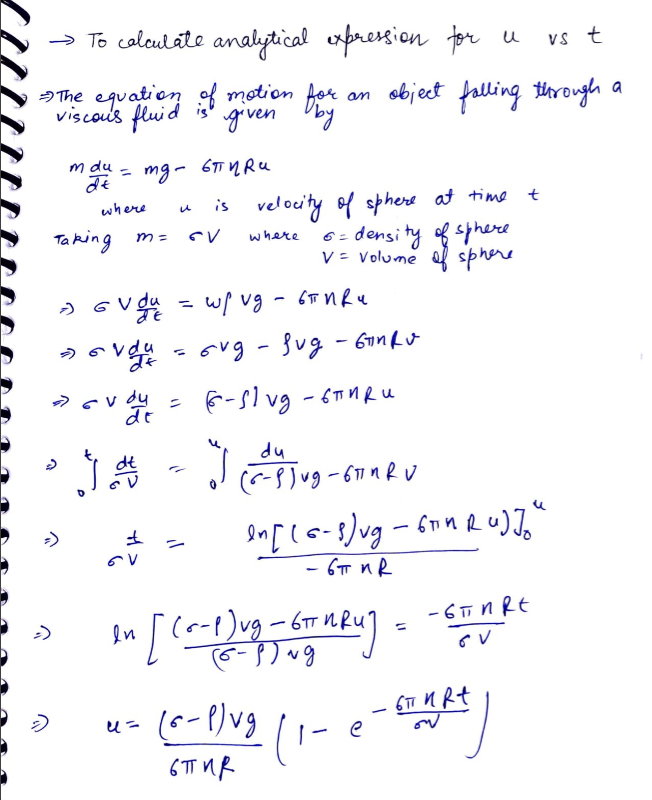 → To calculate analytical expression for u vs t
⇒ The equation of motion for an object falling through a
viscous fluid is given by
m du/dt = mg - 6πηRu
where u is velocity of sphere at time t
Taking m = σV where σ = density of sphere
V = Volume of sphere
⇒ σV du/dt = Vg - 6πηRu
⇒ σV du/dt = σVg - ρVg - 6πηRv
⇒ σV du/dt = (σ-ρ)Vg - 6πηRu
⇒ ∫₀ᵗ dt/σV = ∫₀ᵘ du/((σ-ρ)Vg - 6πηRv)
⇒ t/σV = ln[(σ-ρ)Vg - 6πηRu)]₀ᵘ / -6πηR
⇒ ln[((σ-ρ)Vg - 6πηRu)/((σ-ρ)Vg)] = -6πηRt/σV
⇒ u = (σ-ρ)Vg/6πηR (1 - e^(-6πηRt/σV))